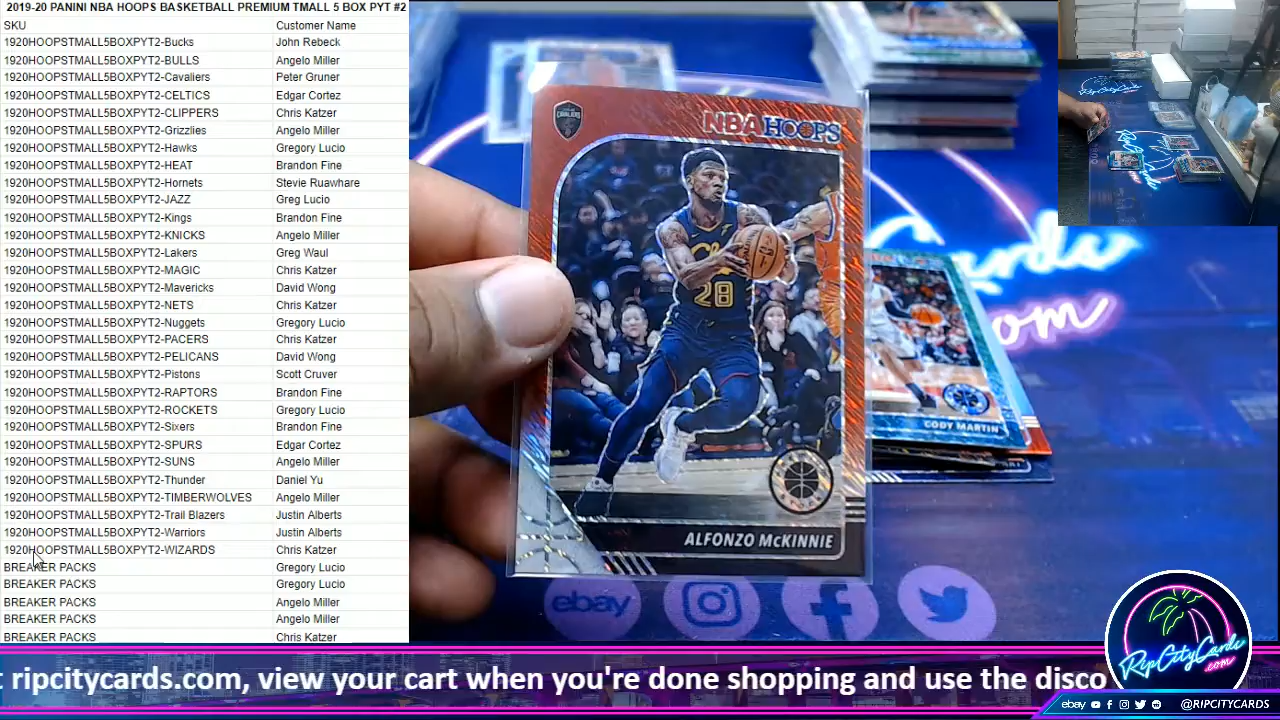 2019-20 PANINI NBA HOOPS BASKETBALL PREMIUM TMALL 5 BOX PYT #2
SKU Customer Name
1920HOOPSTMALL5BOXPYT2-Bucks John Rebeck
1920HOOPSTMALL5BOXPYT2-BULLS Angelo Miller
1920HOOPSTMALL5BOXPYT2-Cavaliers Peter Gruner
1920HOOPSTMALL5BOXPYT2-CELTICS Edgar Cortez
1920HOOPSTMALL5BOXPYT2-CLIPPERS Chris Katzer
1920HOOPSTMALL5BOXPYT2-Grizzlies Angelo Miller
1920HOOPSTMALL5BOXPYT2-Hawks Gregory Lucio
1920HOOPSTMALL5BOXPYT2-HEAT Brandon Fine
1920HOOPSTMALL5BOXPYT2-Hornets Stevie Ruawhare
1920HOOPSTMALL5BOXPYT2-JAZZ Greg Lucio
1920HOOPSTMALL5BOXPYT2-Kings Brandon Fine
1920HOOPSTMALL5BOXPYT2-KNICKS Angelo Miller
1920HOOPSTMALL5BOXPYT2-Lakers Greg Waul
1920HOOPSTMALL5BOXPYT2-MAGIC Chris Katzer
1920HOOPSTMALL5BOXPYT2-Mavericks David Wong
1920HOOPSTMALL5BOXPYT2-NETS Chris Katzer
1920HOOPSTMALL5BOXPYT2-Nuggets Gregory Lucio
1920HOOPSTMALL5BOXPYT2-PACERS Chris Katzer
1920HOOPSTMALL5BOXPYT2-PELICANS David Wong
1920HOOPSTMALL5BOXPYT2-Pistons Scott Cruver
1920HOOPSTMALL5BOXPYT2-RAPTORS Brandon Fine
1920HOOPSTMALL5BOXPYT2-ROCKETS Gregory Lucio
1920HOOPSTMALL5BOXPYT2-Sixers Brandon Fine
1920HOOPSTMALL5BOXPYT2-SPURS Edgar Cortez
1920HOOPSTMALL5BOXPYT2-SUNS Angelo Miller
1920HOOPSTMALL5BOXPYT2-Thunder Daniel Yu
1920HOOPSTMALL5BOXPYT2-TIMBERWOLVES Angelo Miller
1920HOOPSTMALL5BOXPYT2-Trail Blazers Justin Alberts
1920HOOPSTMALL5BOXPYT2-Warriors Justin Alberts
1920HOOPSTMALL5BOXPYT2-WIZARDS Chris Katzer
BREAKER PACKS Gregory Lucio
BREAKER PACKS Gregory Lucio
BREAKER PACKS Angelo Miller
BREAKER PACKS Angelo Miller
BREAKER PACKS Chris Katzer
CAVALIERS
NBA HOOPS
28
ALFONZO McKINNIE
CODY MARTIN
Cards
om
ebay
RipCityCards
.com
t ripcitycards.com, view your cart when you're done shopping and use the disco
ebay @RIPCITYCARDS